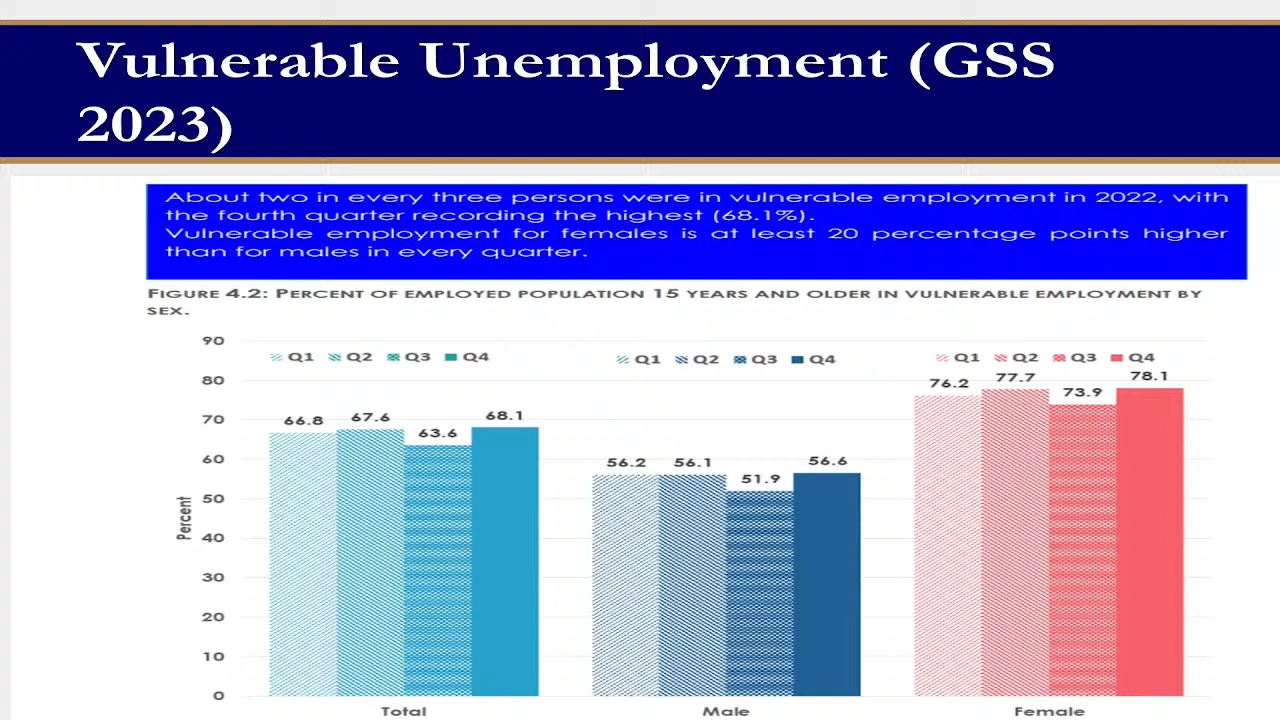 Vulnerable Unemployment (GSS
2023)
About two in every three persons were in vulnerable employment in 2022, with
the fourth quarter recording the highest (68.1%).
Vulnerable employment for females is at least 20 percentage points higher
than for males in every quarter.
FIGURE 4.2: PERCENT OF EMPLOYED POPULATION 15 YEARS AND OLDER IN VULNERABLE EMPLOYMENT BY
SEX.
90
Q1 Q2 Q3 Q4
Q1 Q2 Q3 Q4
Q1 Q2 Q3 Q4
80
76.2 77.7 73.9 78.1
70
66.8 67.6 63.6 68.1
60
56.2 56.1 51.9 56.6
50
Percent
40
30
20
10
0
Total Male Female